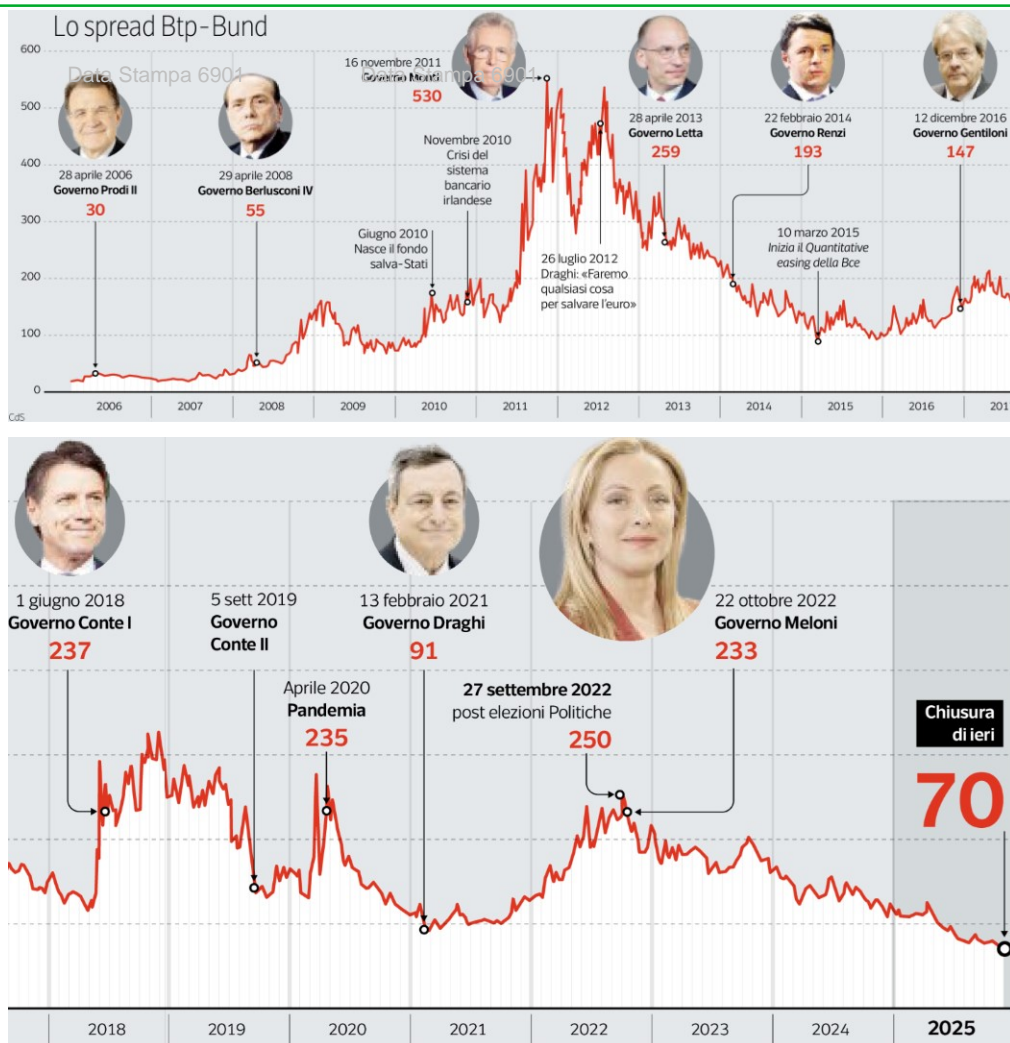 Lo spread Btp-Bund
Data Stampa 6901
Data Stampa 6901
600
500
400
300
200
100
0
28 aprile 2006
Governo Prodi II
30
29 aprile 2008
Governo Berlusconi IV
55
Giugno 2010
Nasce il fondo
salva-Stati
Novembre 2010
Crisi del
sistema
bancario
irlandese
16 novembre 2011
Governo Monti
530
26 luglio 2012
Draghi: «Faremo
qualsiasi cosa
per salvare l'euro»
28 aprile 2013
Governo Letta
259
22 febbraio 2014
Governo Renzi
193
10 marzo 2015
Inizia il Quantitative
easing della Bce
12 dicembre 2016
Governo Gentiloni
147
2006 2007 2008 2009 2010 2011 2012 2013 2014 2015 2016 201
CdS
1 giugno 2018
Governo Conte I
237
5 sett 2019
Governo
Conte II
Aprile 2020
Pandemia
235
13 febbraio 2021
Governo Draghi
91
27 settembre 2022
post elezioni Politiche
250
22 ottobre 2022
Governo Meloni
233
Chiusura
di ieri
70
2018 2019 2020 2021 2022 2023 2024 2025